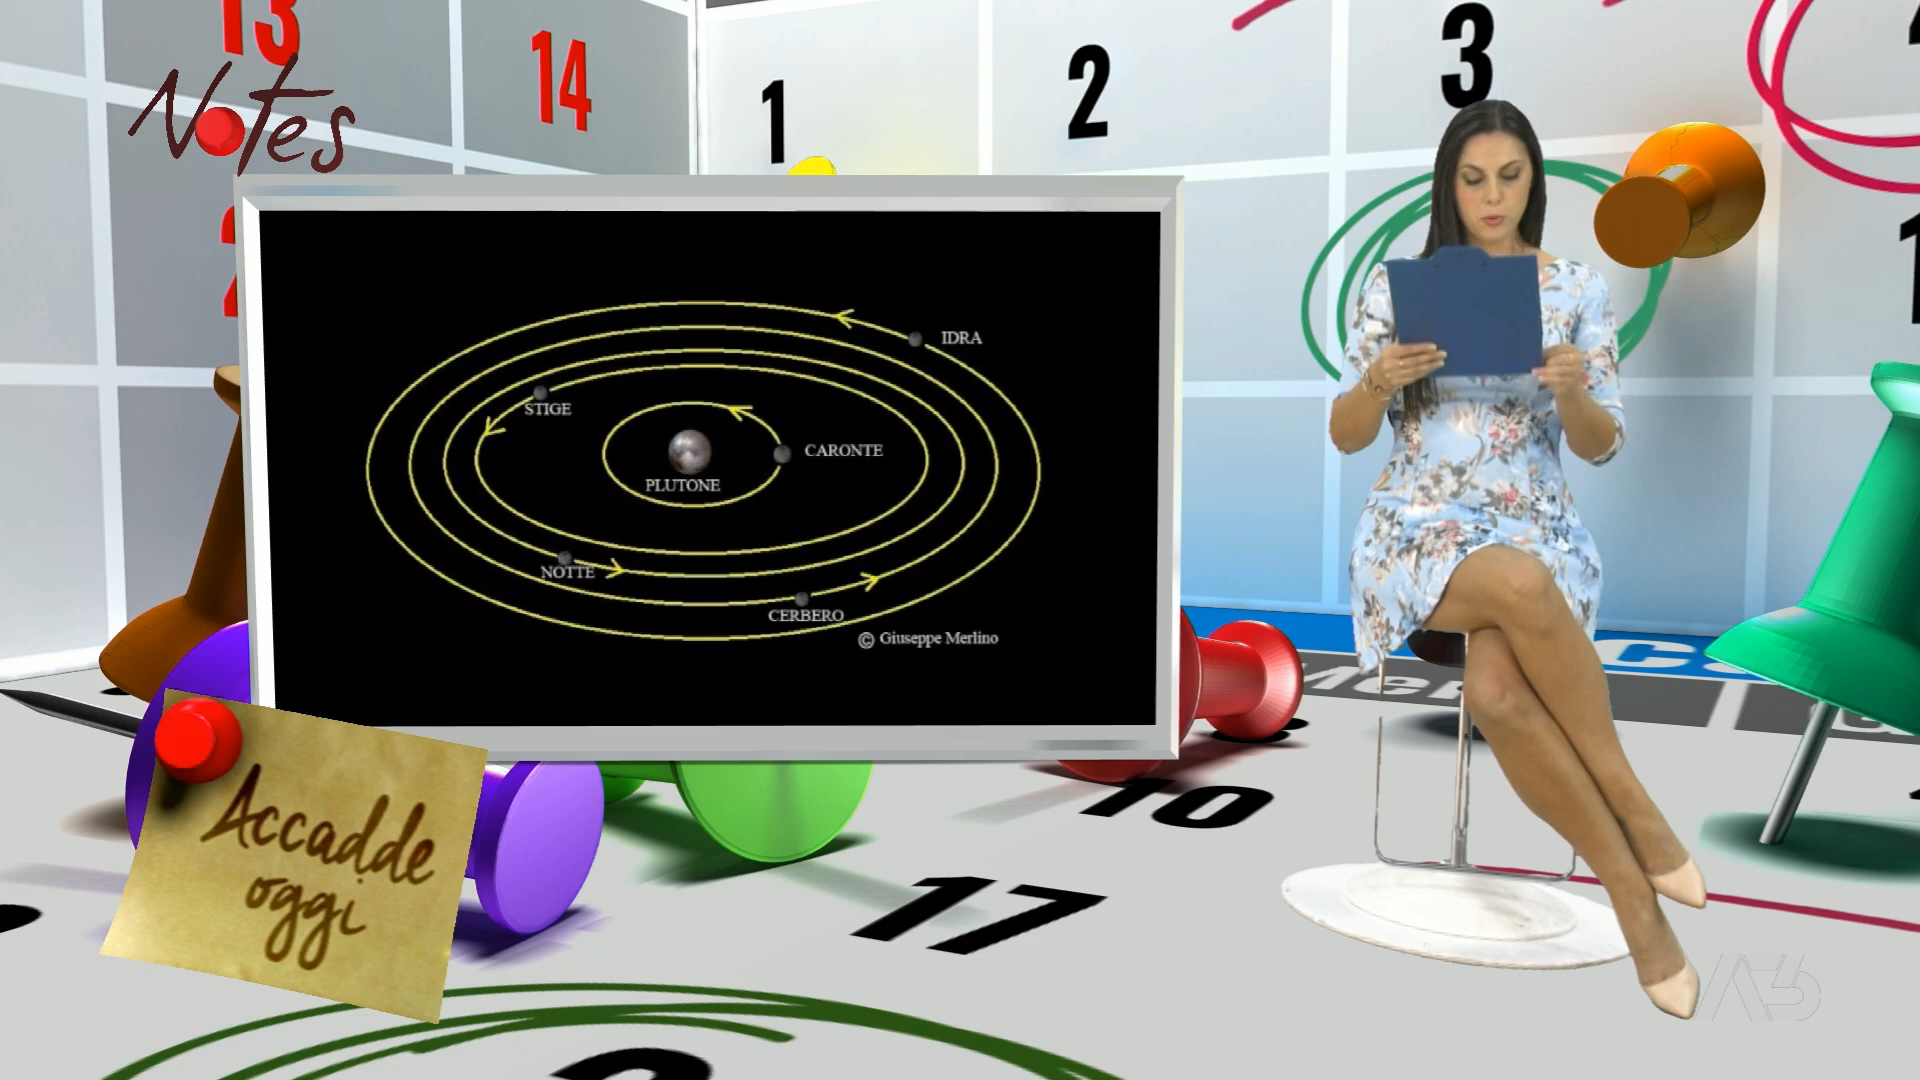 13
14
1
2
3
Notes
IDRA
STIGE
CARONTE
PLUTONE
NOTTE
CERBERO
© Giuseppe Merlino
Accadde
oggi
10
17